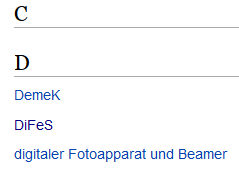 C
D
DemeK
DiFeS
digitaler Fotoapparat und Beamer